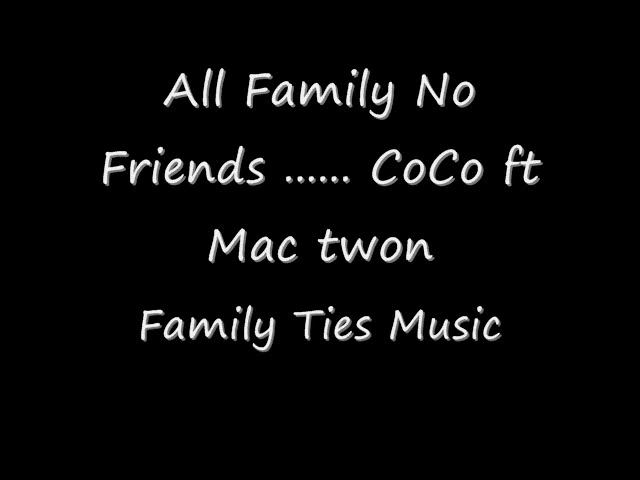 All Family No
Friends ...... CoCo ft
Mac twon
Family Ties Music